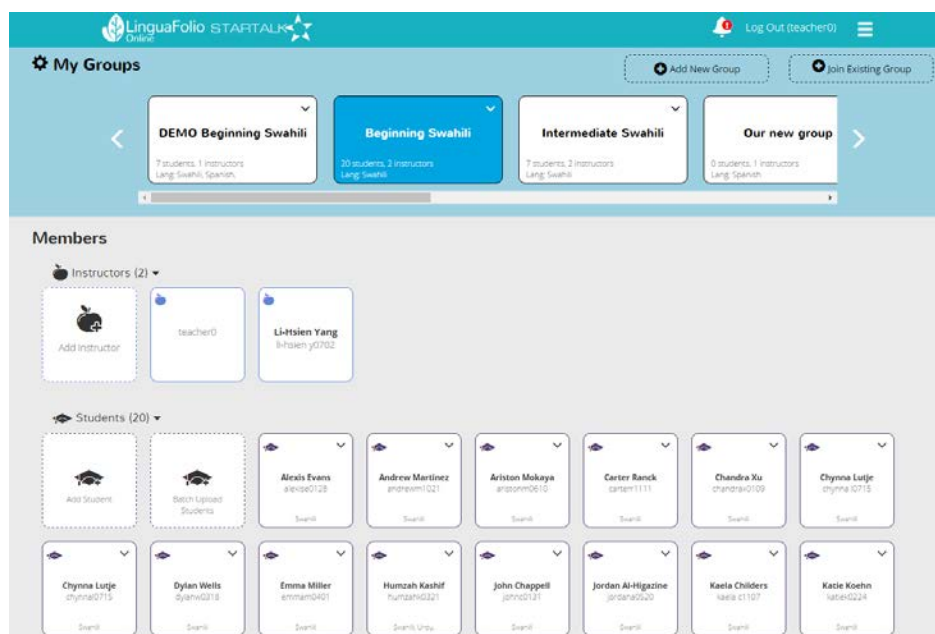 LinguaFolio STARTALK
Online
Log Out (teacher0)
My Groups
Add New Group
Join Existing Group
DEMO Beginning Swahili
7 students, 1 instructors
Lang: Swahili, Spanish,
Beginning Swahili
20 students, 2 instructors
Lang: Swahili
Intermediate Swahili
7 students, 2 instructors
Lang: Swahili
Our new group
0 students, 1 instructors
Lang: Spanish
Members
Instructors (2)
Add Instructor
teacher0
Li-Hsien Yang
li-hsien y0702
Students (20)
Add Student
Batch Upload
Students
Alexis Evans
alexise0128
Swahili
Andrew Martinez
andrewm1021
Swahili
Ariston Mokaya
aristonm0610
Swahili
Carter Ranck
carterr1111
Swahili
Chandra Xu
chandrax0109
Swahili
Chynna Lutje
chynna l0715
Swahili
Chynna Lutje
chynnal0715
Swahili
Dylan Wells
dylanw0318
Swahili
Emma Miller
emmam0401
Swahili
Humzah Kashif
humzahk0321
Swahili,
John Chappell
johnc0131
Swahili
Jordan Al-Higazine
jordana0520
Swahili
Kaela Childers
kaela c1107
Swahili
Katie Koehn
katiek0224
Swahili